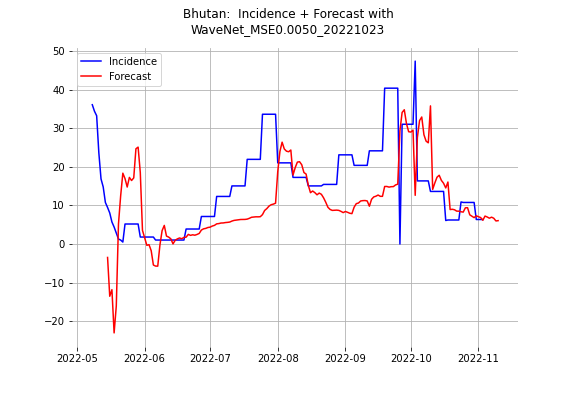 Bhutan:  Incidence + Forecast with
WaveNet_MSE0.0050_20221023
Incidence
Forecast
50
40
30
20
10
0
−10
−20
2022-05 2022-06 2022-07 2022-08 2022-09 2022-10 2022-11